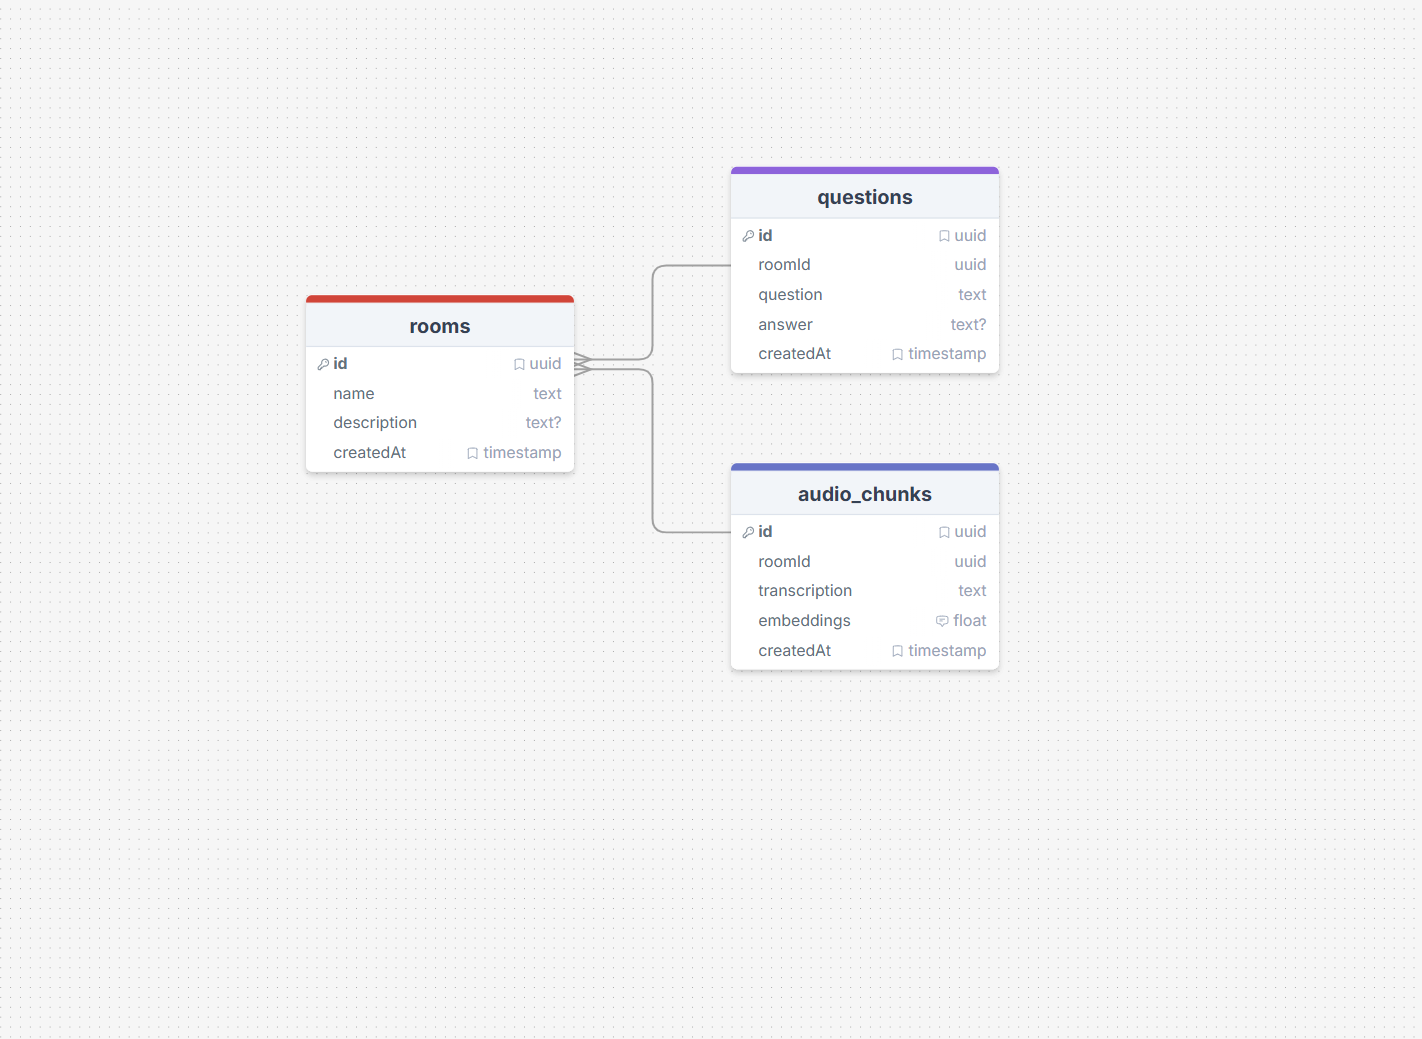 rooms
id uuid
name text
description text?
createdAt timestamp
questions
id uuid
roomId uuid
question text
answer text?
createdAt timestamp
audio_chunks
id uuid
roomId uuid
transcription text
embeddings float
createdAt timestamp